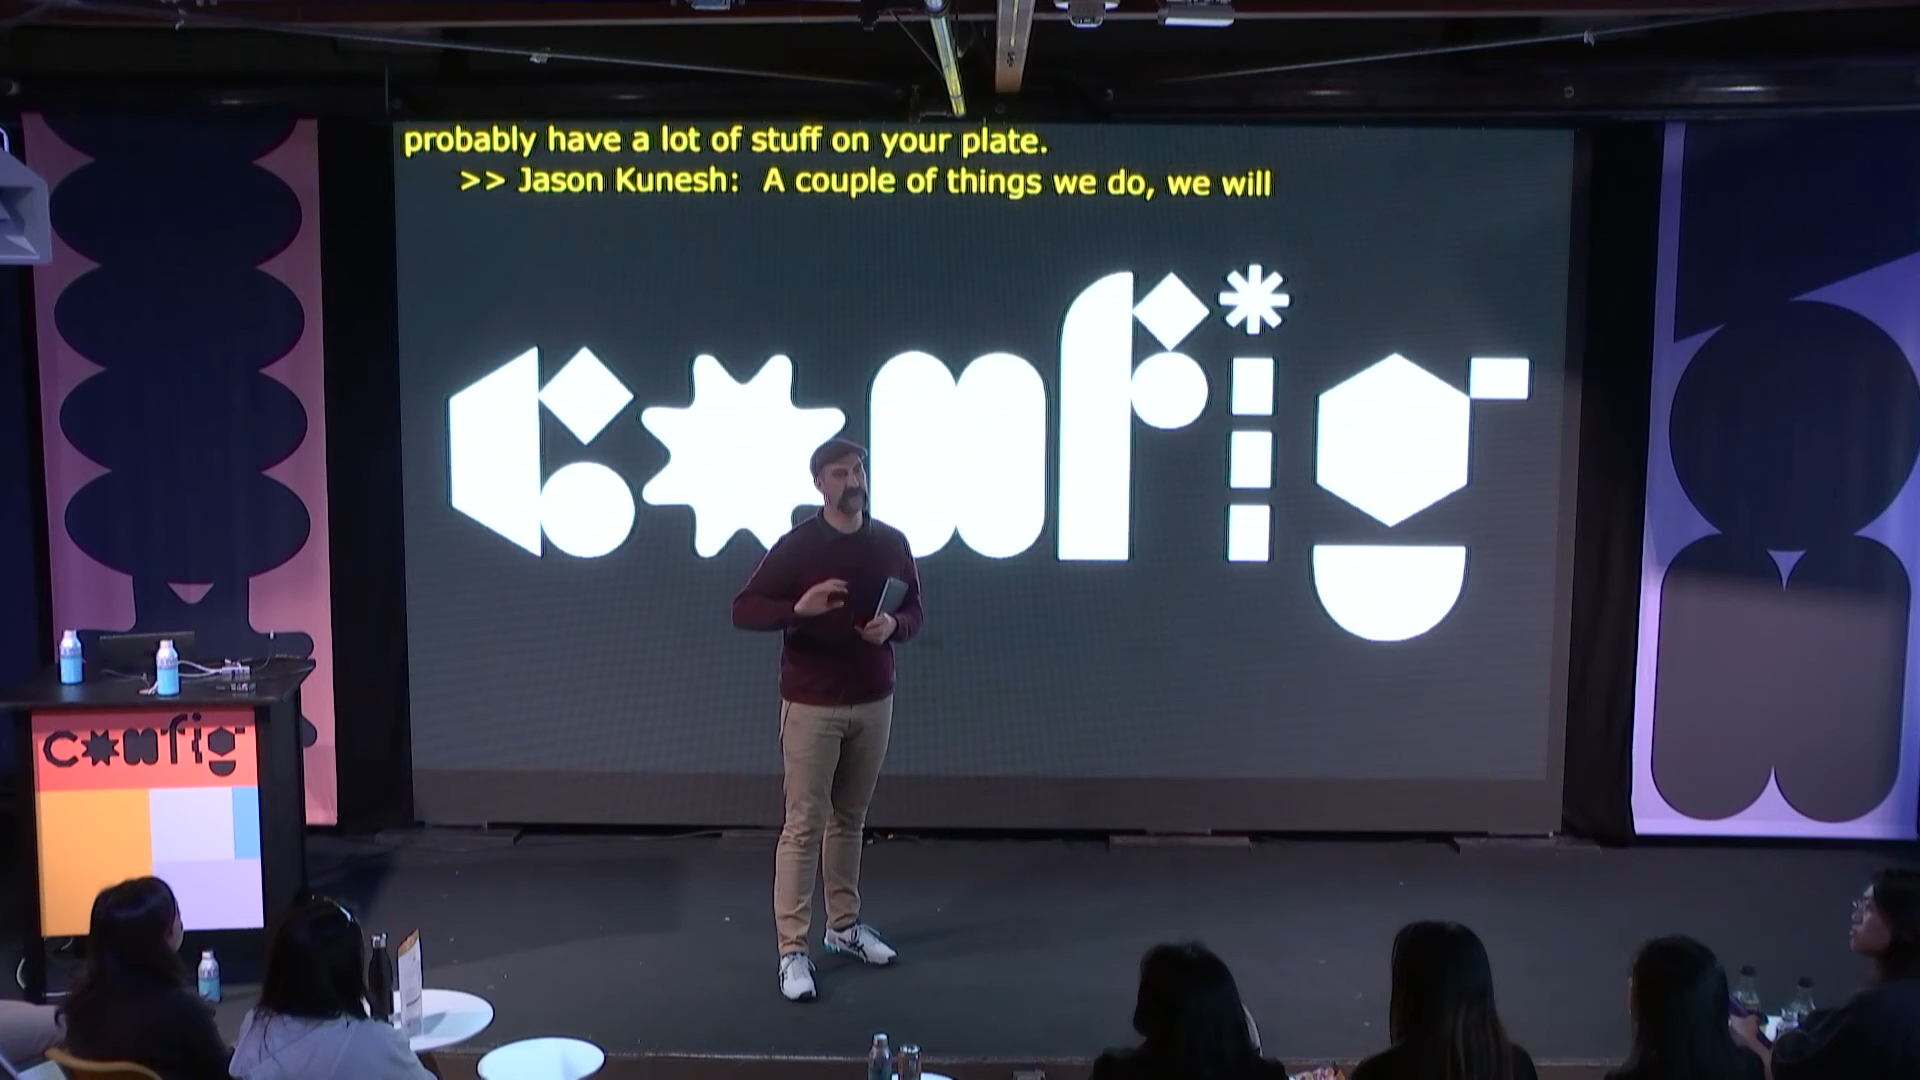 probably have a lot of stuff on your plate.
>> Jason Kunesh: A couple of things we do, we will
Config
config